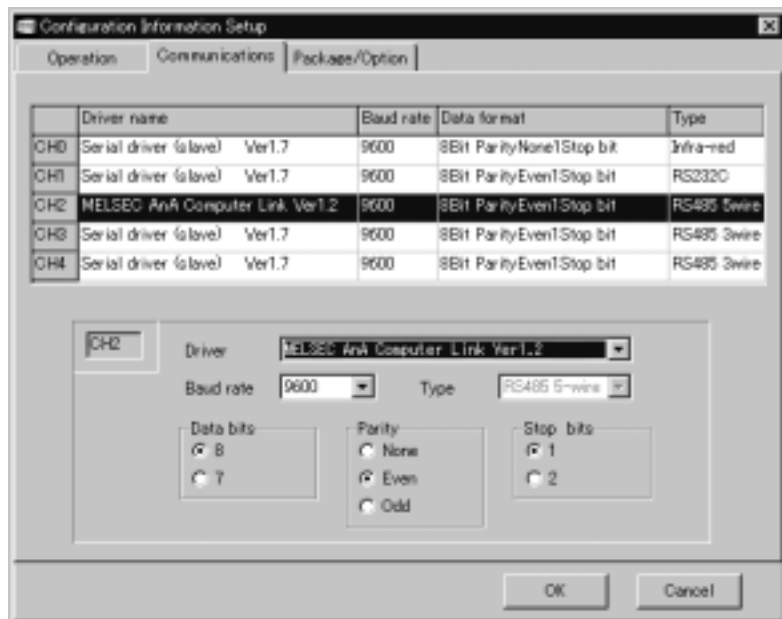 Configuration Information Setup
Operation Communications Package/Option
Driver name Baud rate Data format Type
CH0 Serial driver (slave) Ver1.7 9600 8Bit ParityNone1Stop bit Infra-red
CH1 Serial driver (slave) Ver1.7 9600 8Bit ParityEven1Stop bit RS232C
CH2 MELSEC AnA Computer Link Ver1.2 9600 8Bit ParityEven1Stop bit RS485 5wire
CH3 Serial driver (slave) Ver1.7 9600 8Bit ParityEven1Stop bit RS485 3wire
CH4 Serial driver (slave) Ver1.7 9600 8Bit ParityEven1Stop bit RS485 3wire
CH2 Driver MELSEC AnA Computer Link Ver1.2
Baud rate 9600 Type RS485 5-wire
Data bits Parity Stop bits
8 None 1
7 Even 2
Odd
OK Cancel